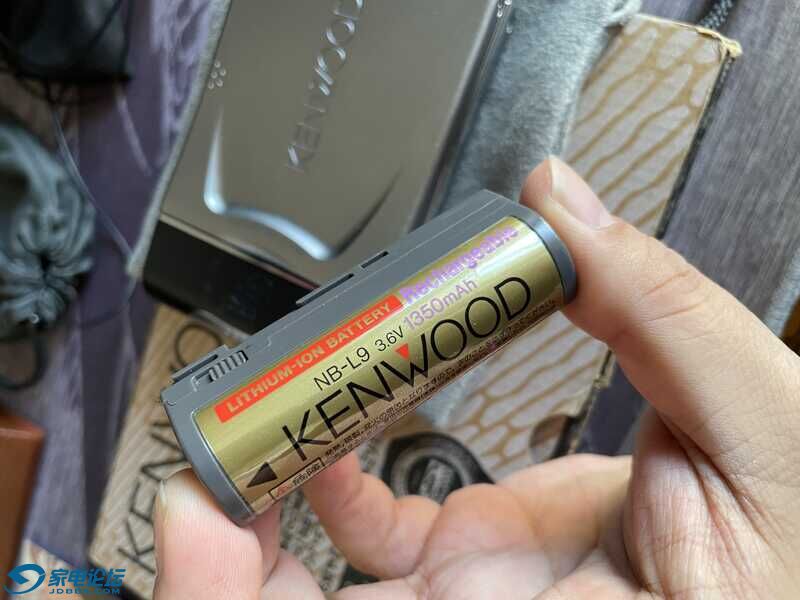 KENWOOD
LITHIUM-ION BATTERY Rechargeable
NB-L9 3.6V 1350mAh
KENWOOD
KENWOOD
家电论坛
JDBBS.COM